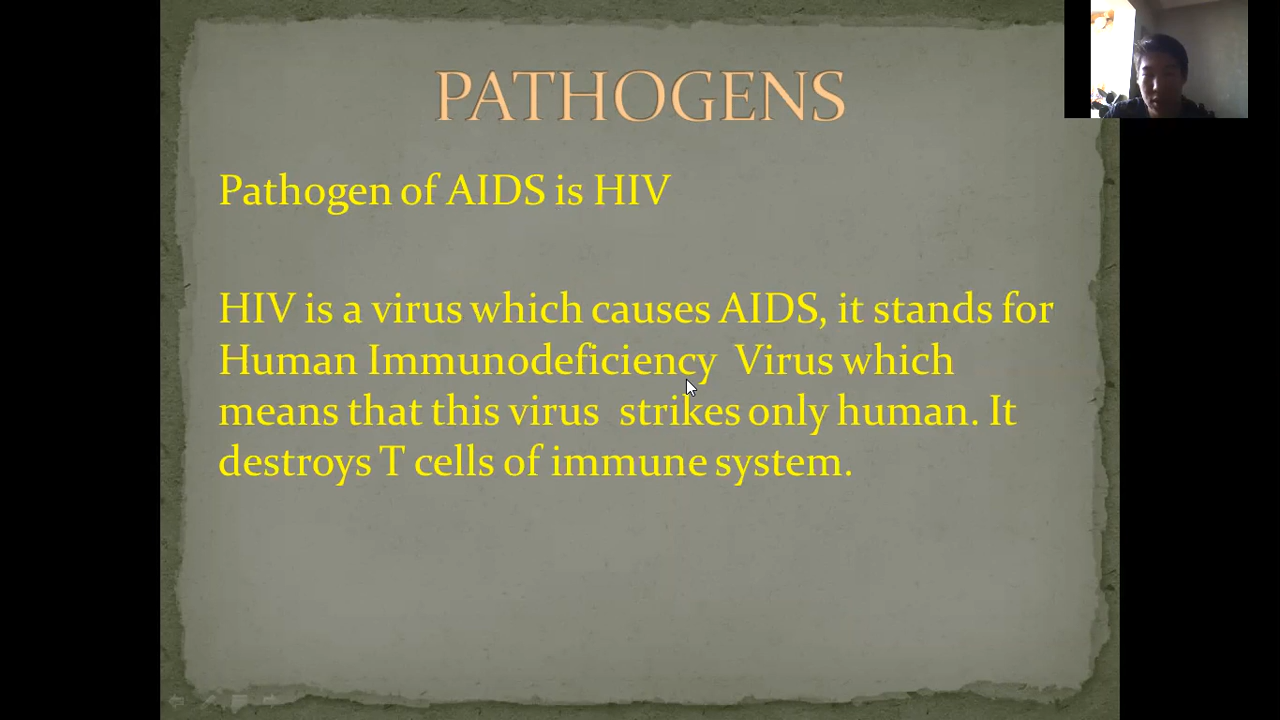 PATHOGENS
Pathogen of AIDS is HIV
HIV is a virus which causes AIDS, it stands for
Human Immunodeficiency Virus which
means that this virus strikes only human. It
destroys T cells of immune system.